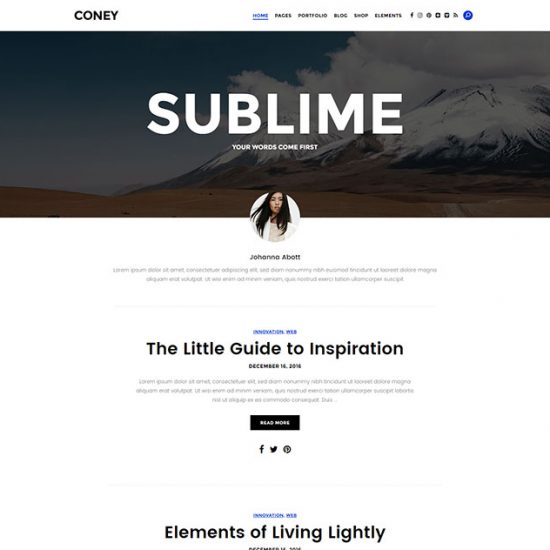 CONEY
HOME PAGES PORTFOLIO BLOG SHOP ELEMENTS
SUBLIME
YOUR WORDS COME FIRST
Johanna Abott
Lorem ipsum dolor sit amet, consectetuer adipiscing elit, sed diam nonummy nibh euismod tincidunt ut laoreet dolore magna
aliquam erat volutpat. Ut wisi enim ad minim veniam, quis nostrud exerci tation ullamcorper suscipit
INNOVATION, WEB
The Little Guide to Inspiration
DECEMBER 16, 2016
Lorem ipsum dolor sit amet, consectetuer adipiscing elit, sed diam nonummy nibh euismod
tincidunt ut laoreet dolore magna aliquam erat volutpat. Ut wisi enim ad minim veniam, quis
nostrud exerci tation ullamcorper suscipit lobortis nisl ut aliquip ex ea commodo consequat. Duis ...
READ MORE
INNOVATION, WEB
Elements of Living Lightly
DECEMBER 16, 2016